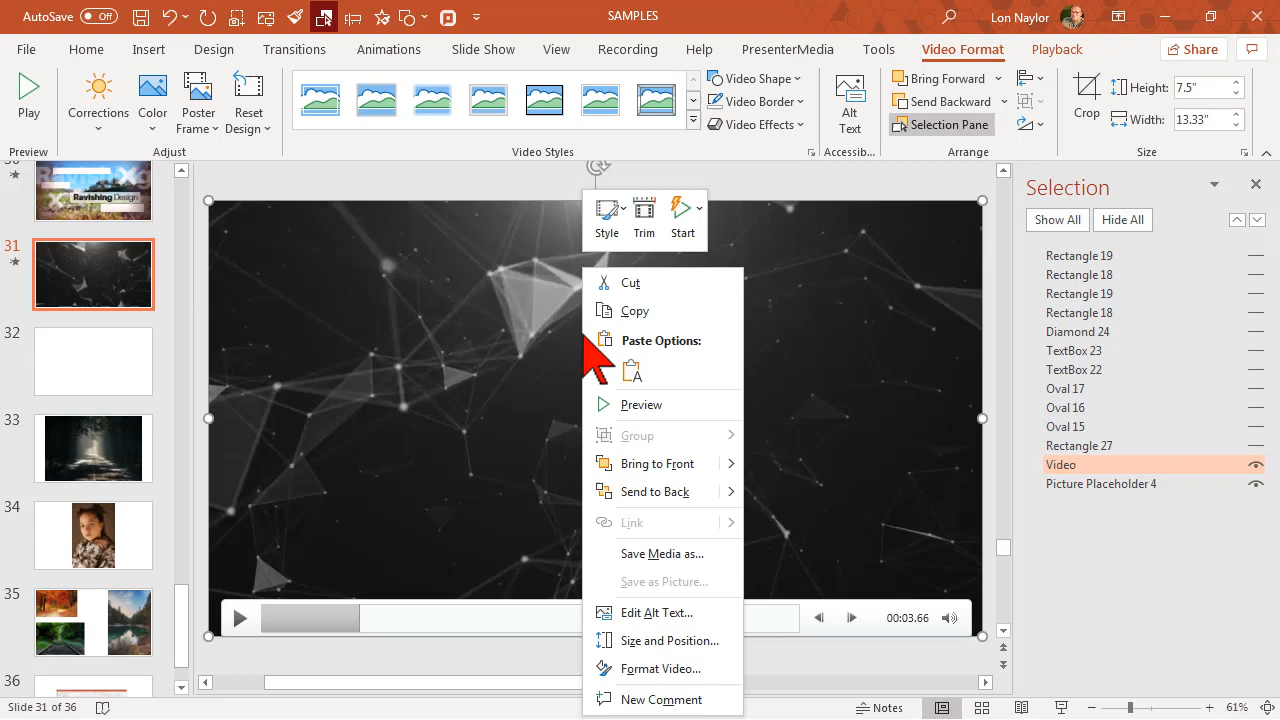 AutoSave Off
SAMPLES
Lon Naylor
File Home Insert Design Transitions Animations Slide Show View Recording Help PresenterMedia Tools Video Format Playback Share
Play
Corrections
Color
Poster Frame
Reset Design
Video Shape
Video Border
Video Effects
Alt Text
Bring Forward
Send Backward
Selection Pane
Crop
Height: 7.5"
Width: 13.33"
Preview Adjust Video Styles Accessib... Arrange Size
Ravishing Design
31
32
33
34
35
36
Style Trim Start
Cut
Copy
Paste Options:
A
Preview
Group
Bring to Front
Send to Back
Link
Save Media as...
Save as Picture...
Edit Alt Text...
Size and Position...
Format Video...
New Comment
00:03.66
Selection
Show All Hide All
Rectangle 19
Rectangle 18
Rectangle 19
Rectangle 18
Diamond 24
TextBox 23
TextBox 22
Oval 17
Oval 16
Oval 15
Rectangle 27
Video
Picture Placeholder 4
Slide 31 of 36
Notes
61%